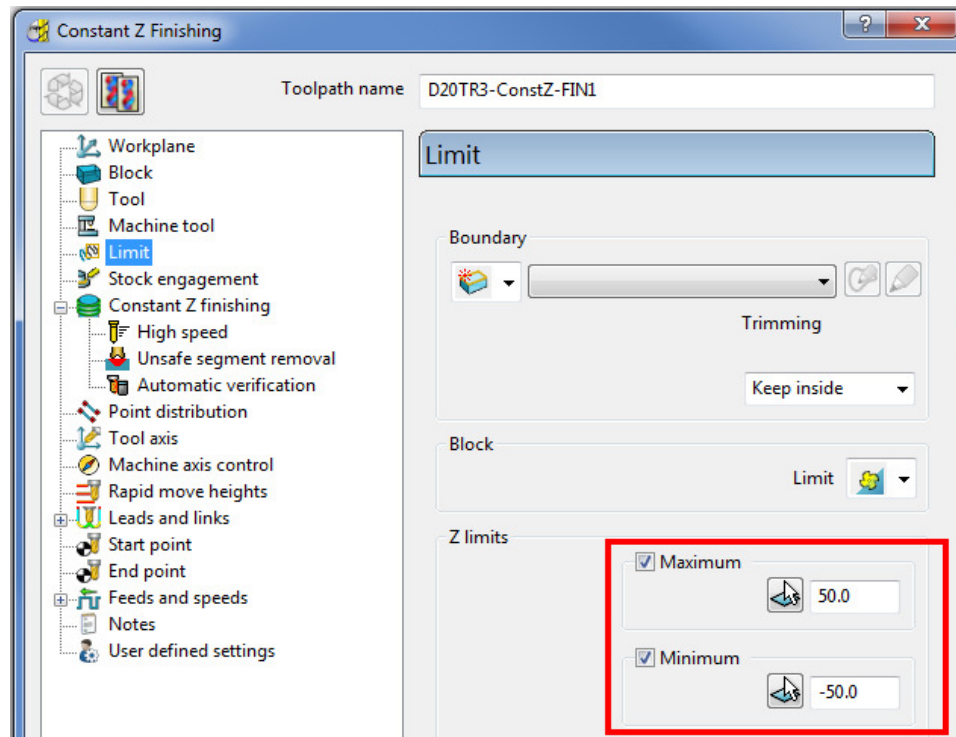 Constant Z Finishing
?
Toolpath name
D20TR3-ConstZ-FIN1
Workplane
Block
Tool
Machine tool
Limit
Stock engagement
Constant Z finishing
High speed
Unsafe segment removal
Automatic verification
Point distribution
Tool axis
Machine axis control
Rapid move heights
Leads and links
Start point
End point
Feeds and speeds
Notes
User defined settings
Limit
Boundary
Trimming
Keep inside
Block
Limit
Z limits
Maximum
50.0
Minimum
-50.0